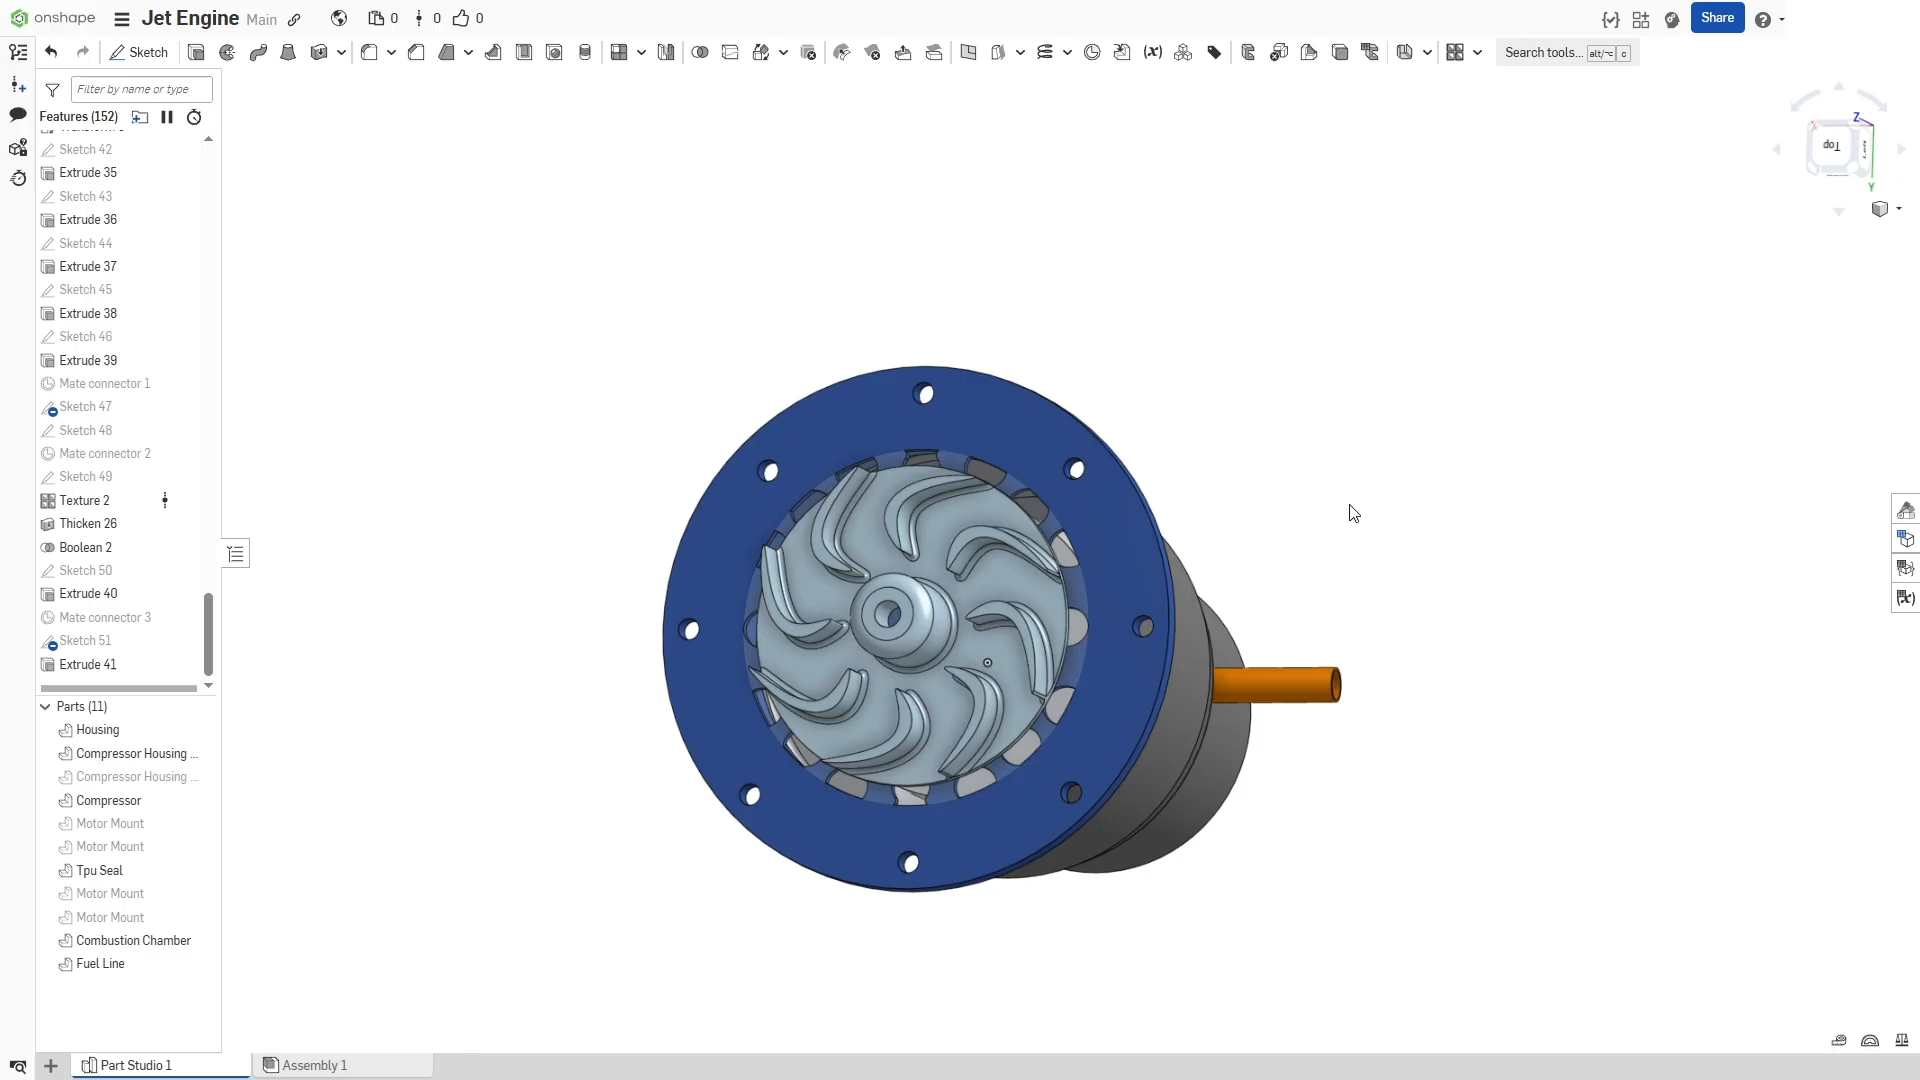 onshape Jet Engine Main 0 0 0 Share
Sketch Search tools... alt/⌥ c
Filter by name or type
Features (152)
Sketch 42
Extrude 35
Sketch 43
Extrude 36
Sketch 44
Extrude 37
Sketch 45
Extrude 38
Sketch 46
Extrude 39
Mate connector 1
Sketch 47
Sketch 48
Mate connector 2
Sketch 49
Texture 2
Thicken 26
Boolean 2
Sketch 50
Extrude 40
Mate connector 3
Sketch 51
Extrude 41
Parts (11)
Housing
Compressor Housing ...
Compressor Housing ...
Compressor
Motor Mount
Motor Mount
Tpu Seal
Motor Mount
Motor Mount
Combustion Chamber
Fuel Line
Z
Top
Y
Part Studio 1 Assembly 1